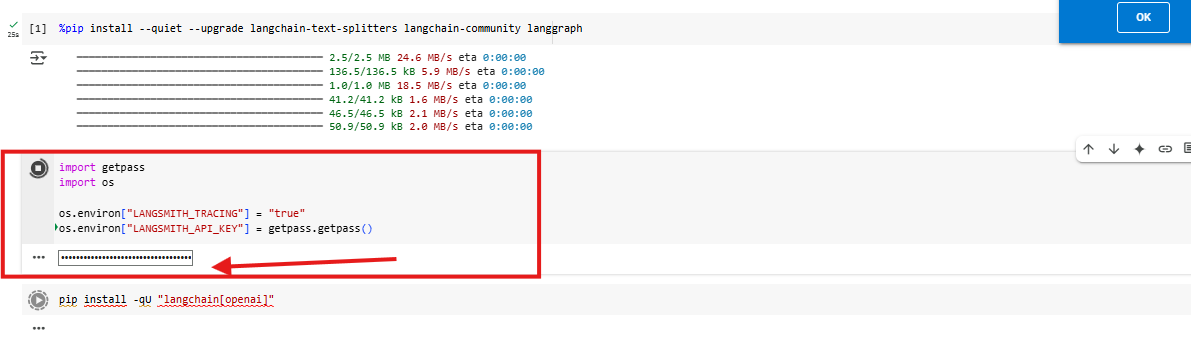 OK
25s
[1] %pip install --quiet --upgrade langchain-text-splitters langchain-community langgraph
2.5/2.5 MB 24.6 MB/s eta 0:00:00
136.5/136.5 kB 5.9 MB/s eta 0:00:00
1.0/1.0 MB 18.5 MB/s eta 0:00:00
41.2/41.2 kB 1.6 MB/s eta 0:00:00
46.5/46.5 kB 2.1 MB/s eta 0:00:00
50.9/50.9 kB 2.0 MB/s eta 0:00:00
import getpass
import os
os.environ["LANGSMITH_TRACING"] = "true"
os.environ["LANGSMITH_API_KEY"] = getpass.getpass()
pip install -qU "langchain[openai]"